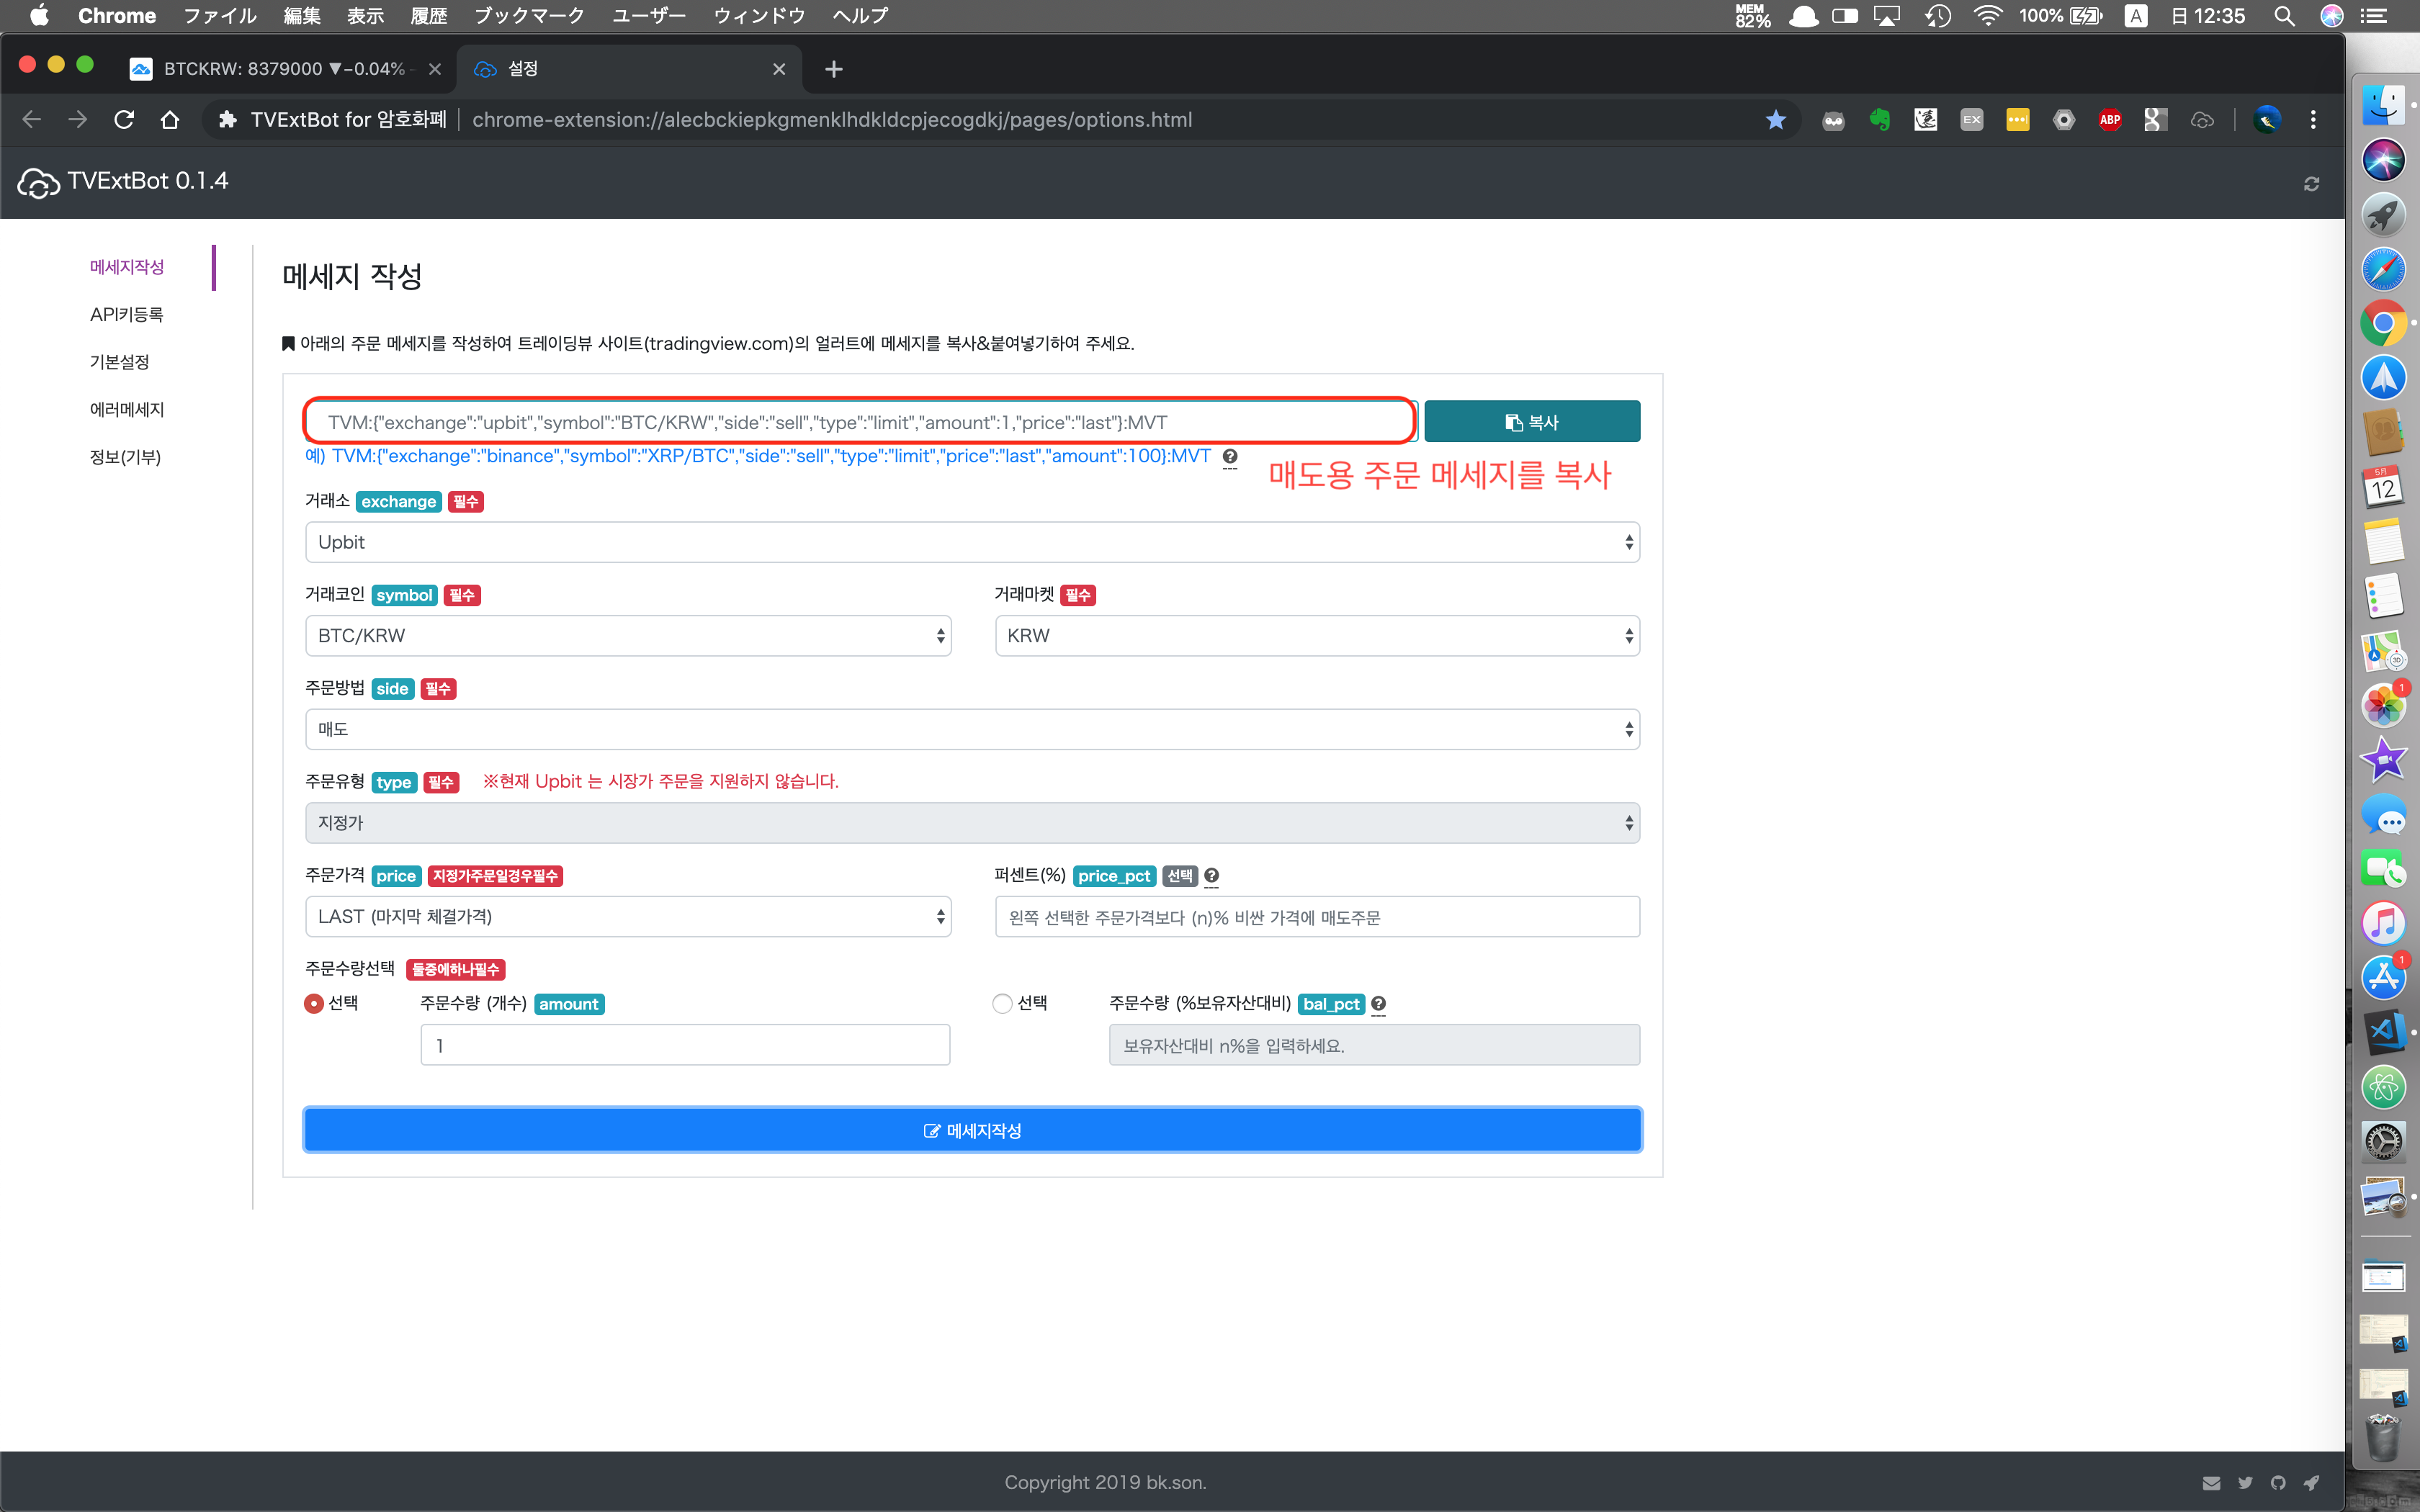 Chrome ファイル 編集 表示 履歴 ブックマーク ユーザー ウィンドウ ヘルプ MEM 82% 100% A 日 12:35
BTCKRW: 8379000 ▼−0.04% 설정
TVExtBot for 암호화폐 chrome-extension://alecbckiepkgmenklhdkldcpjecogdkj/pages/options.html EX ABP
TVExtBot 0.1.4
메세지작성
API키등록
기본설정
에러메세지
정보(기부)
메세지 작성
아래의 주문 메세지를 작성하여 트레이딩뷰 사이트(tradingview.com)의 얼러트에 메세지를 복사&붙여넣기하여 주세요.
TVM:{"exchange":"upbit","symbol":"BTC/KRW","side":"sell","type":"limit","amount":1,"price":"last"}:MVT 복사
예) TVM:{"exchange":"binance","symbol":"XRP/BTC","side":"sell","type":"limit","price":"last","amount":100}:MVT
매도용 주문 메세지를 복사
거래소 exchange 필수
Upbit
거래코인 symbol 필수 거래마켓 필수
BTC/KRW KRW
주문방법 side 필수
매도
주문유형 type 필수 ※현재 Upbit 는 시장가 주문을 지원하지 않습니다.
지정가
주문가격 price 지정가주문일경우필수 퍼센트(%) price_pct 선택
LAST (마지막 체결가격) 왼쪽 선택한 주문가격보다 (n)% 비싼 가격에 매도주문
주문수량선택 둘중에하나필수
선택 주문수량 (개수) amount 선택 주문수량 (%보유자산대비) bal_pct
1 보유자산대비 n%을 입력하세요.
메세지작성
Copyright 2019 bk.son.
5月
12
3D
1
1